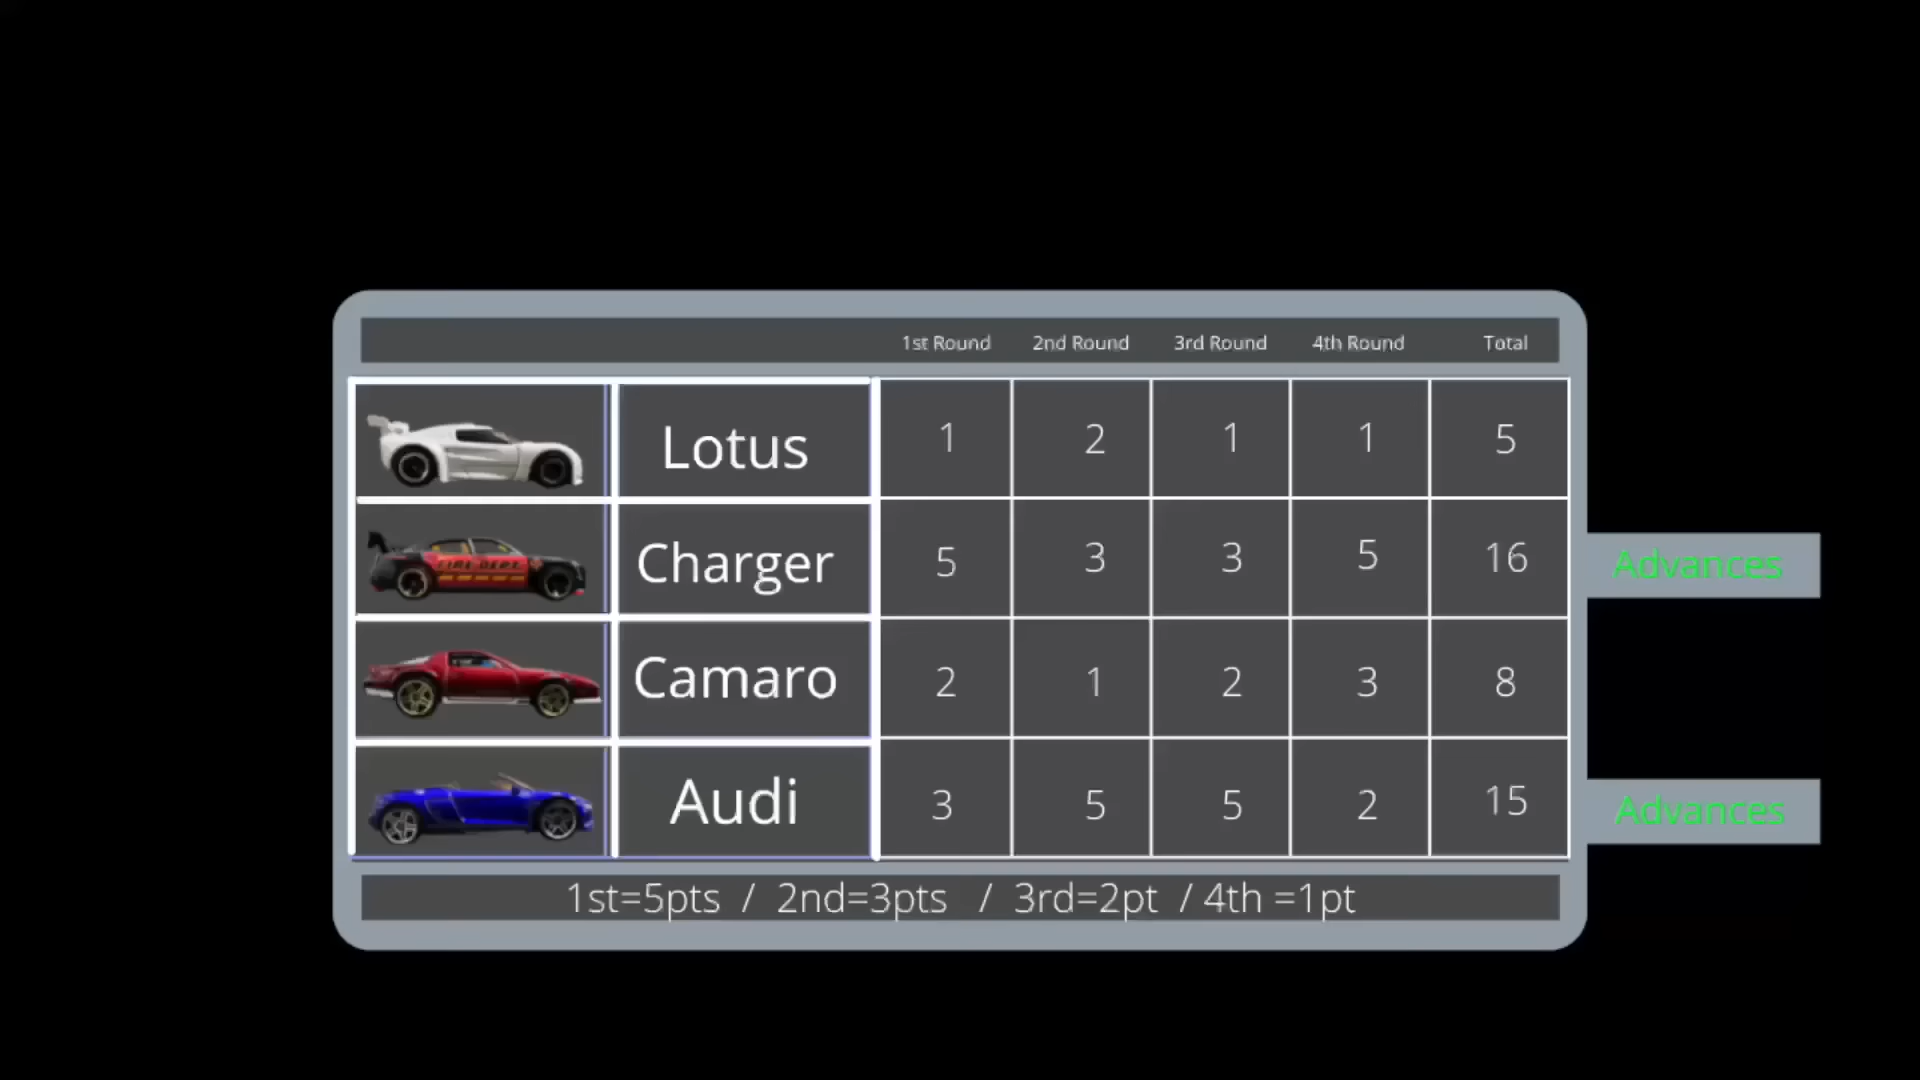 1st Round 2nd Round 3rd Round 4th Round Total
Lotus 1 2 1 1 5
FIRE DEPT.
Charger 5 3 3 5 16 Advances
Camaro 2 1 2 3 8
Audi 3 5 5 2 15 Advances
1st=5pts / 2nd=3pts / 3rd=2pt / 4th =1pt